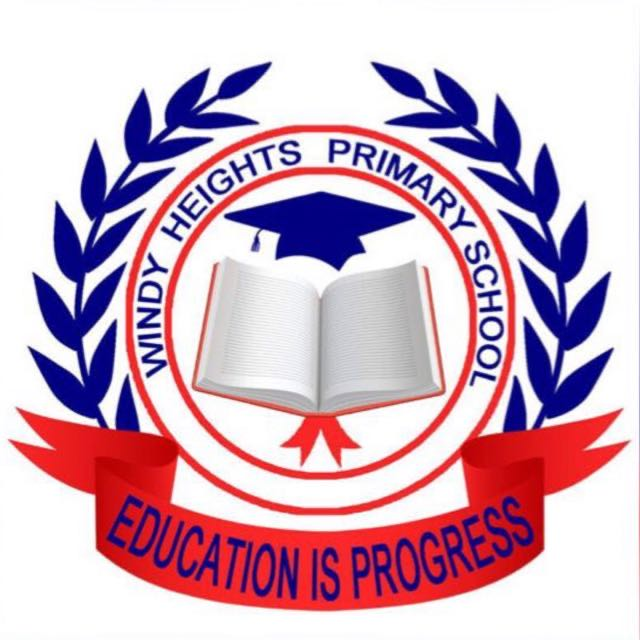 WINDY HEIGHTS PRIMARY SCHOOL
EDUCATION IS PROGRESS